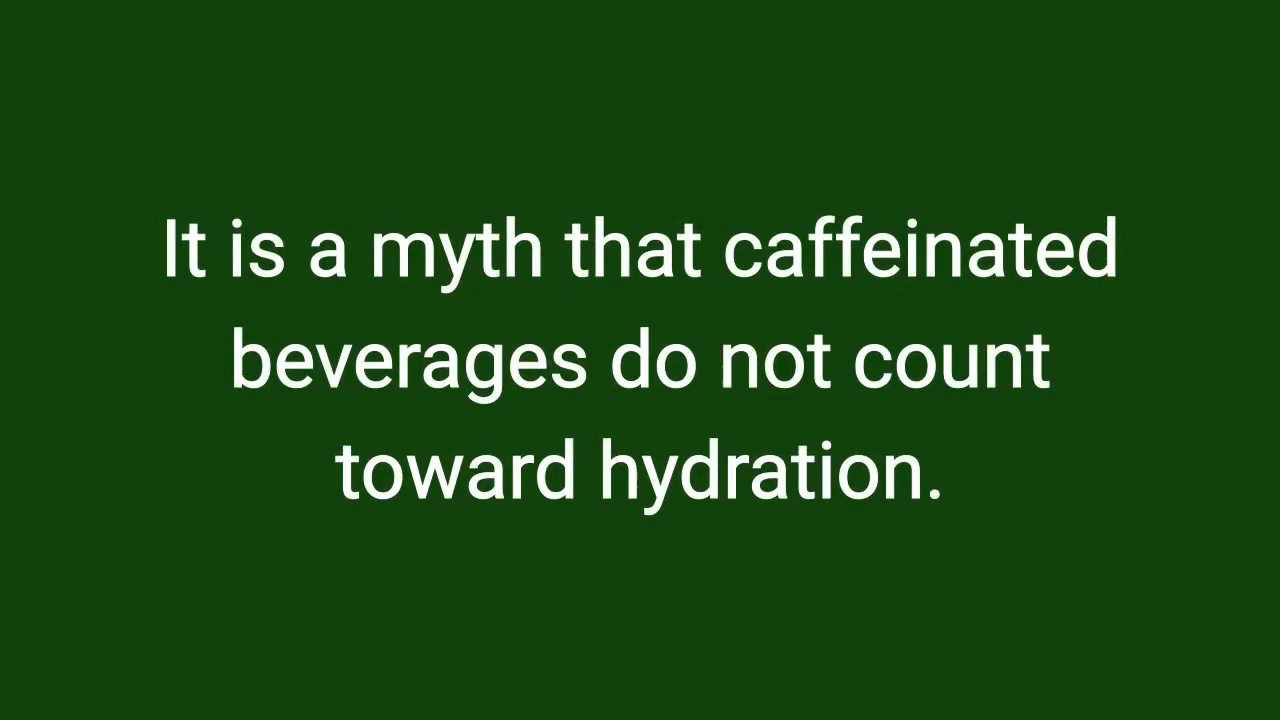 It is a myth that caffeinated
beverages do not count
toward hydration.